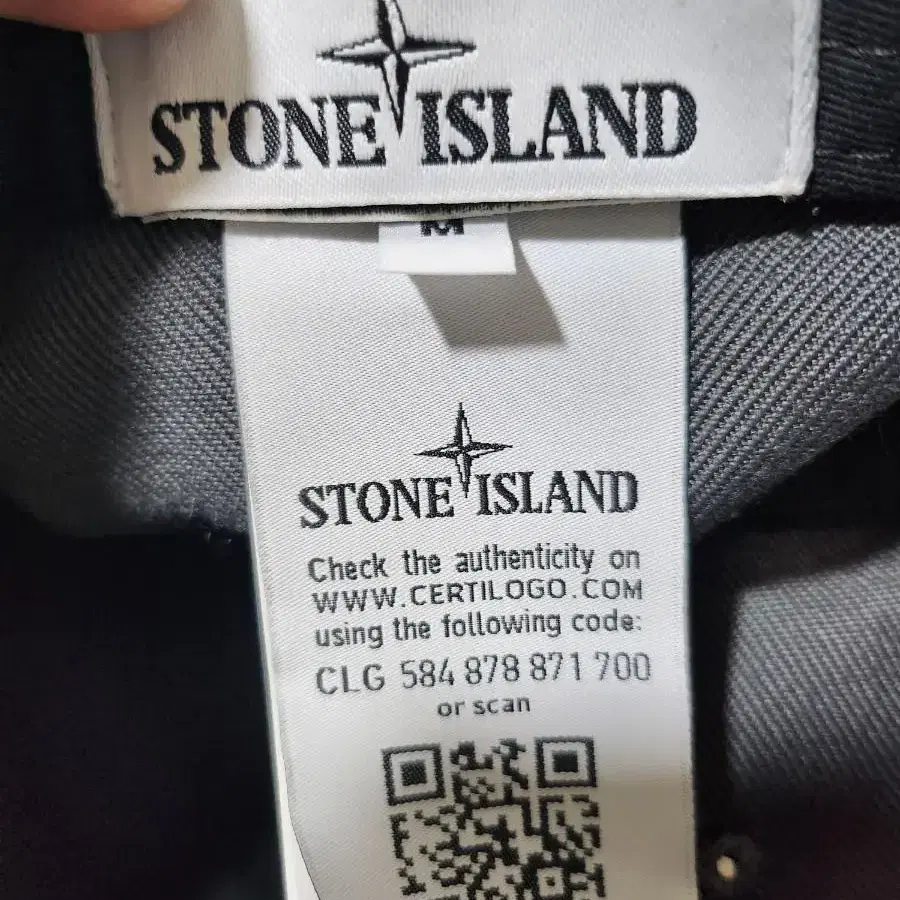 STONE ISLAND
M
STONE ISLAND
Check the authenticity on
WWW.CERTILOGO.COM
using the following code:
CLG 584 878 871 700
or scan